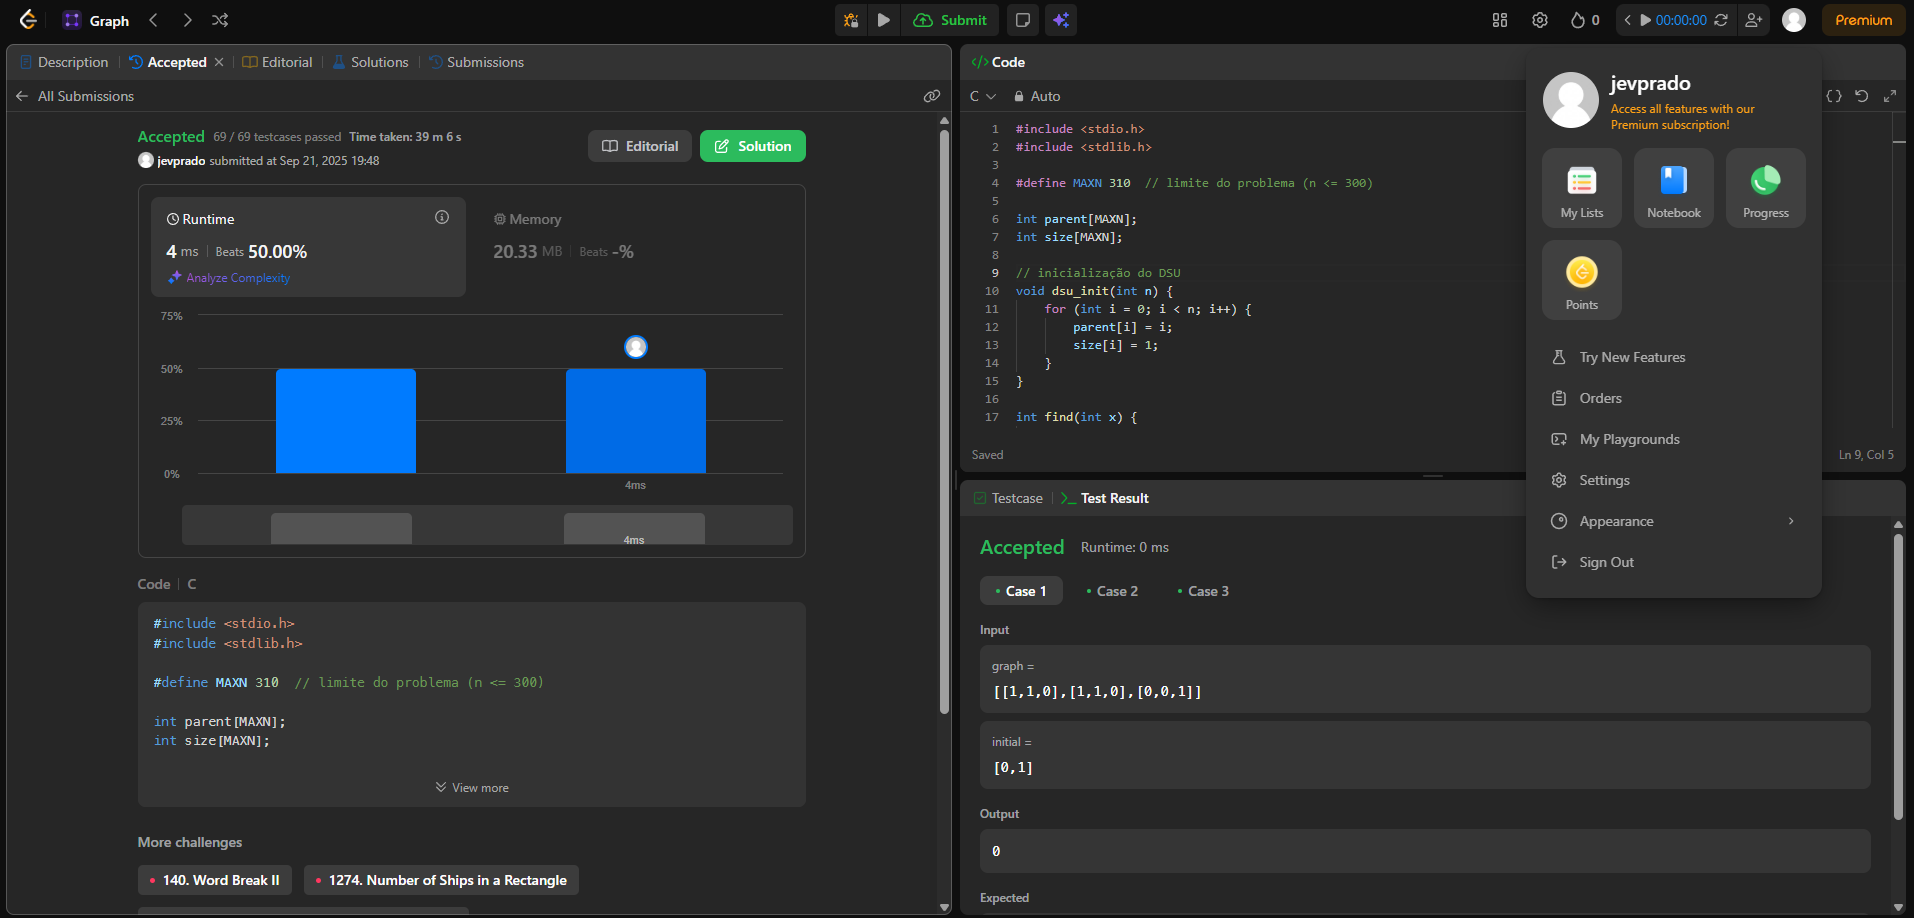 Graph
Submit
0
00:00:00
Premium
Description
Accepted
Editorial
Solutions
Submissions
All Submissions
Accepted 69 / 69 testcases passed Time taken: 39 m 6 s
jevprado submitted at Sep 21, 2025 19:48
Editorial
Solution
Runtime
4 ms Beats 50.00%
Analyze Complexity
Memory
20.33 MB Beats -%
75%
50%
25%
0%
4ms
4ms
Code C
#include <stdio.h>
#include <stdlib.h>
#define MAXN 310 // limite do problema (n <= 300)
int parent[MAXN];
int size[MAXN];
View more
More challenges
140. Word Break II
1274. Number of Ships in a Rectangle
</> Code
C
Auto
1 #include <stdio.h>
2 #include <stdlib.h>
3
4 #define MAXN 310 // limite do problema (n <= 300)
5
6 int parent[MAXN];
7 int size[MAXN];
8
9 // inicialização do DSU
10 void dsu_init(int n) {
11 for (int i = 0; i < n; i++) {
12 parent[i] = i;
13 size[i] = 1;
14 }
15 }
16
17 int find(int x) {
Saved
Ln 9, Col 5
Testcase
Test Result
Accepted Runtime: 0 ms
Case 1
Case 2
Case 3
Input
graph =
[[1,1,0],[1,1,0],[0,0,1]]
initial =
[0,1]
Output
0
Expected
jevprado
Access all features with our
Premium subscription!
My Lists
Notebook
Progress
Points
Try New Features
Orders
My Playgrounds
Settings
Appearance
Sign Out